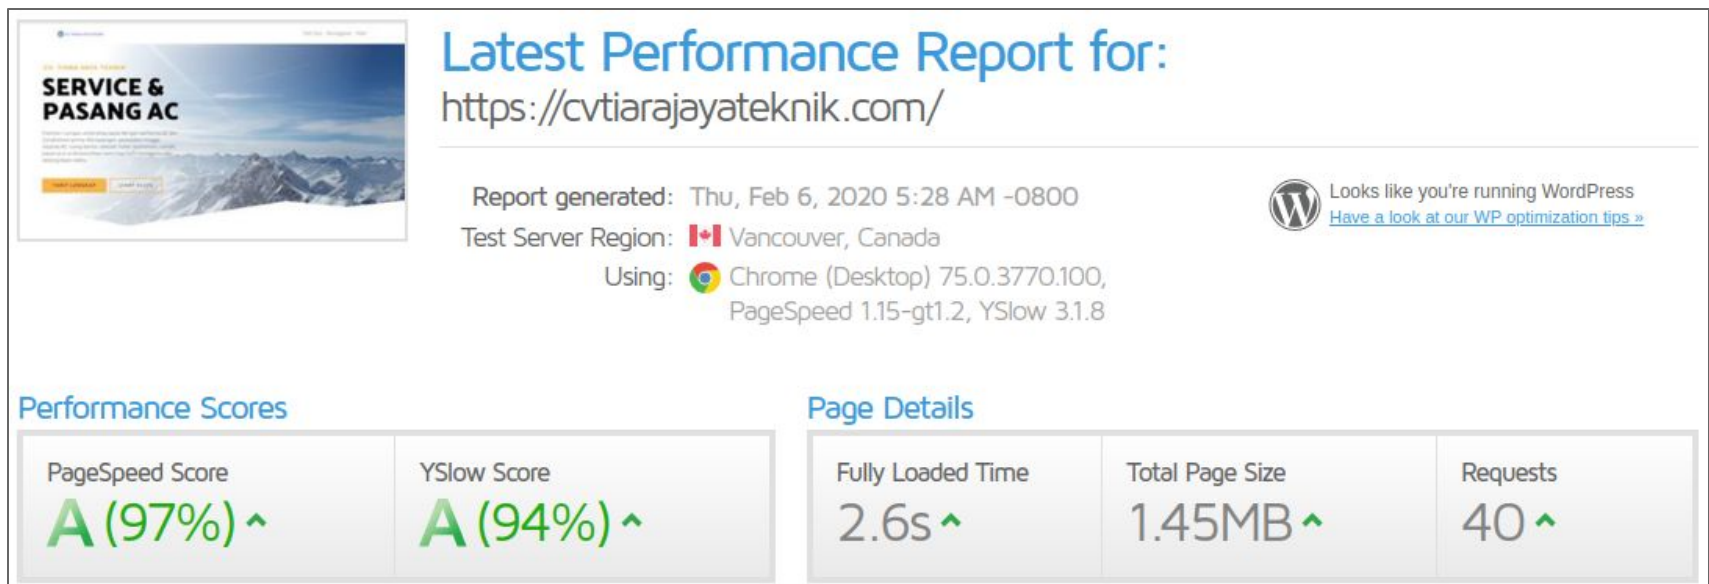 SERVICE &
PASANG AC
Latest Performance Report for:
https://cvtiarajayateknik.com/
Report generated: Thu, Feb 6, 2020 5:28 AM -0800
Test Server Region: Vancouver, Canada
Using: Chrome (Desktop) 75.0.3770.100,
PageSpeed 1.15-gt1.2, YSlow 3.1.8
Looks like you're running WordPress
Have a look at our WP optimization tips »
Performance Scores
PageSpeed Score
A (97%)
YSlow Score
A (94%)
Page Details
Fully Loaded Time
2.6s
Total Page Size
1.45MB
Requests
40